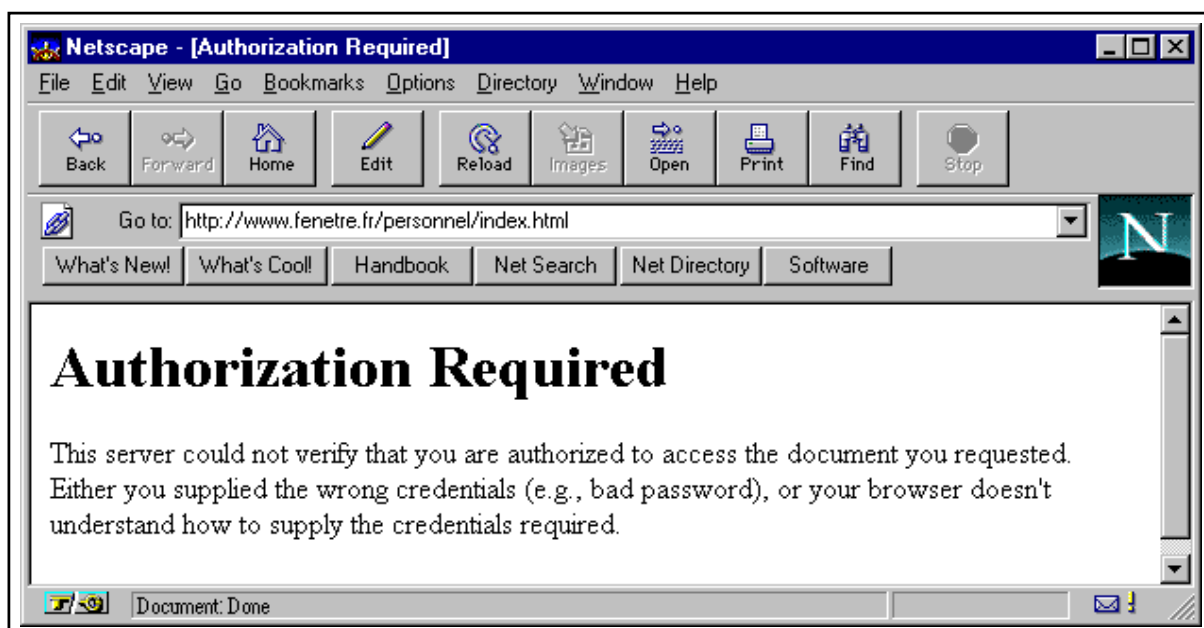 Netscape - [Authorization Required]
File Edit View Go Bookmarks Options Directory Window Help
Back Forward Home Edit Reload Images Open Print Find Stop
Go to: http://www.fenetre.fr/personnel/index.html
N
What's New! What's Cool! Handbook Net Search Net Directory Software
Authorization Required
This server could not verify that you are authorized to access the document you requested.
Either you supplied the wrong credentials (e.g., bad password), or your browser doesn't
understand how to supply the credentials required.
Document: Done